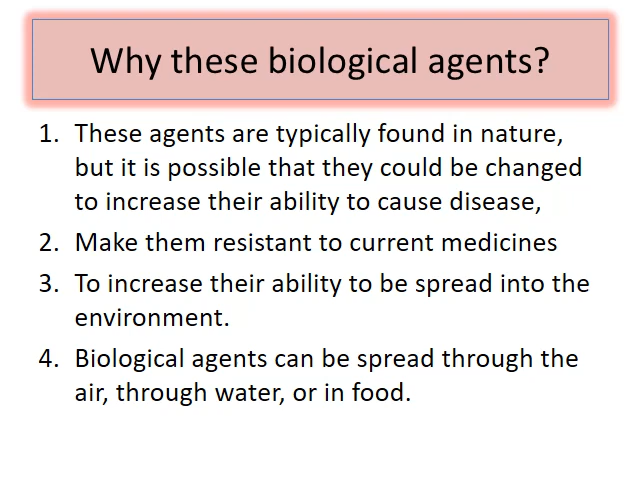 Why these biological agents?
1. These agents are typically found in nature,
but it is possible that they could be changed
to increase their ability to cause disease,
2. Make them resistant to current medicines
3. To increase their ability to be spread into the
environment.
4. Biological agents can be spread through the
air, through water, or in food.